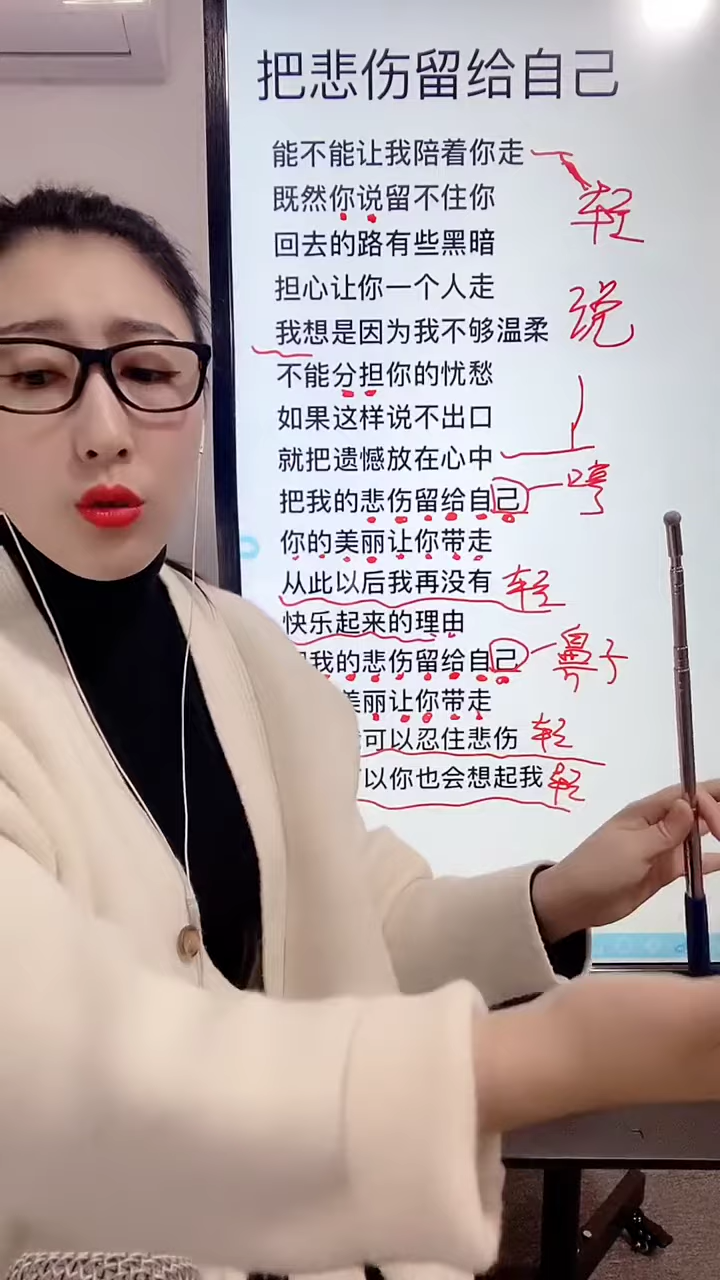 把悲伤留给自己
能不能让我陪着你走
轻
既然你说留不住你
回去的路有些黑暗
担心让你一个人走
说
我想是因为我不够温柔
不能分担你的忧愁
如果这样说不出口
就把遗憾放在心中
把我的悲伤留给自己 哼
你的美丽让你带走
从此以后我再没有 轻
快乐起来的理由
我的悲伤留给自己 鼻子
美丽让你带走
可以忍住悲伤 轻
以你也会想起我 轻